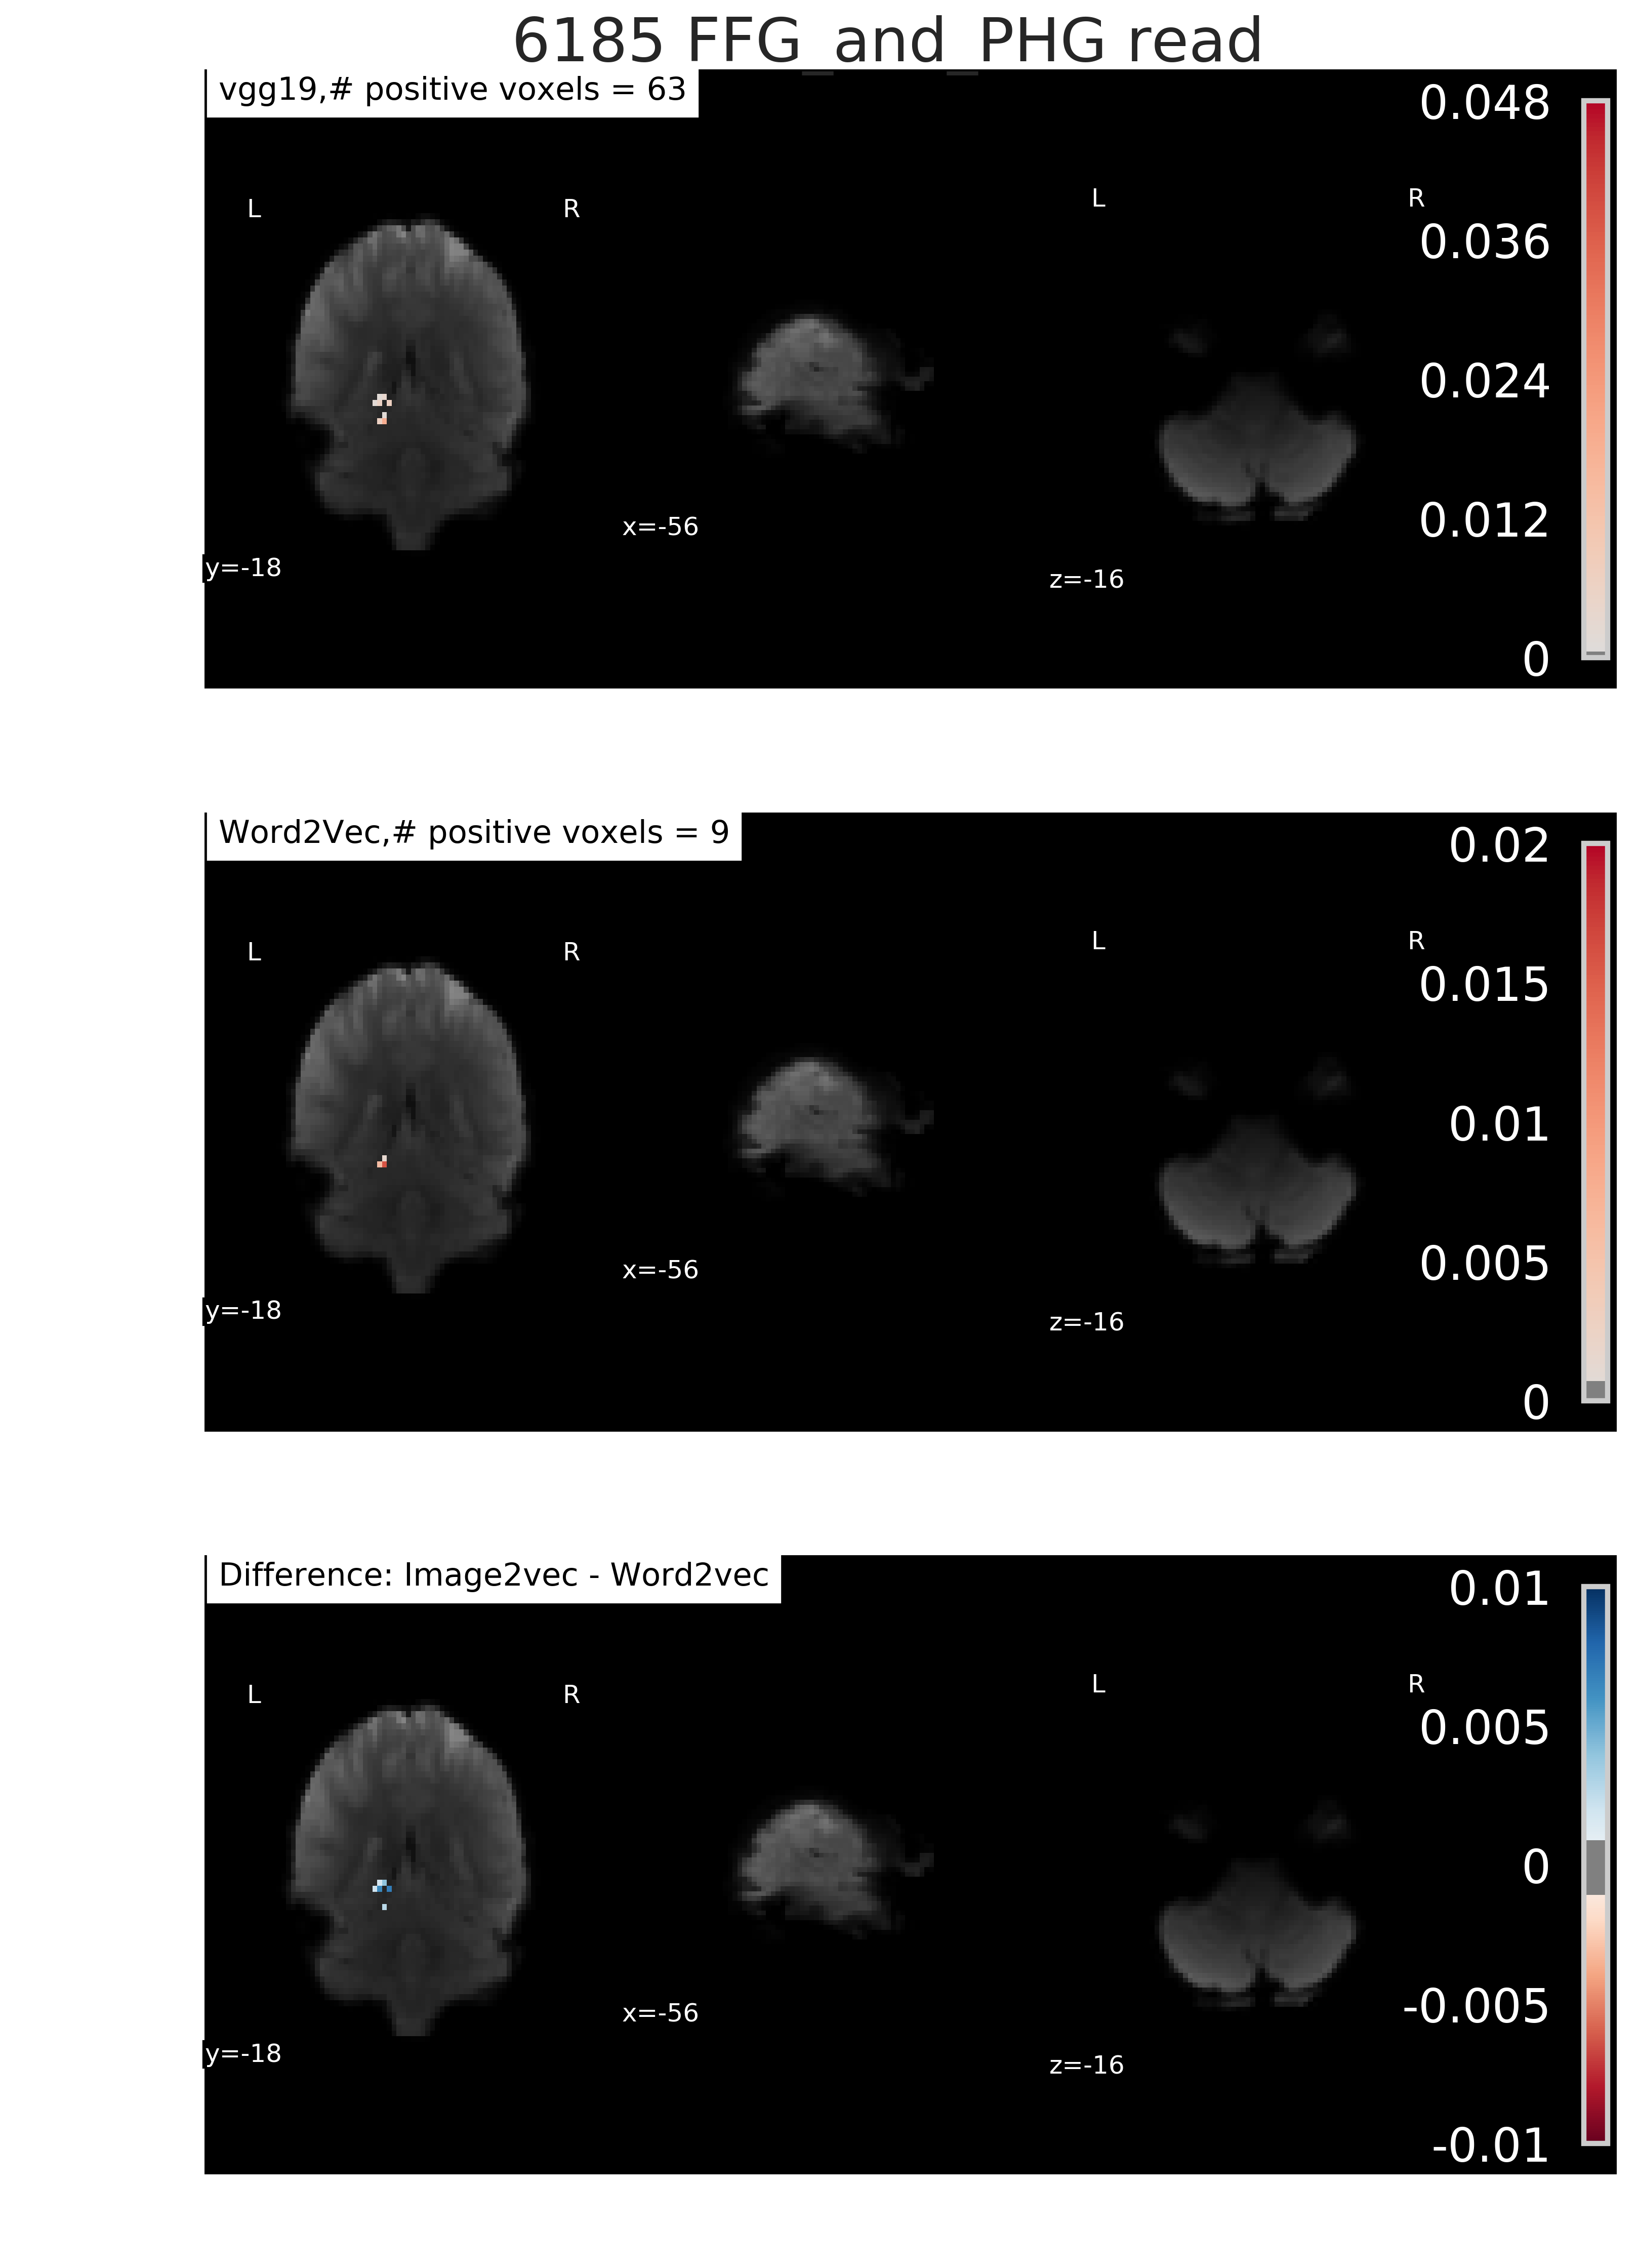 6185 FFG_and_PHG read
vgg19,# positive voxels = 63
0.048
L R L R
0.036
0.024
0.012
x=-56
y=-18
z=-16
0
Word2Vec,# positive voxels = 9
0.02
L R L R
0.015
0.01
0.005
x=-56
y=-18
z=-16
0
Difference: Image2vec - Word2vec
0.01
L R L R
0.005
0
-0.005
x=-56
y=-18
z=-16
-0.01